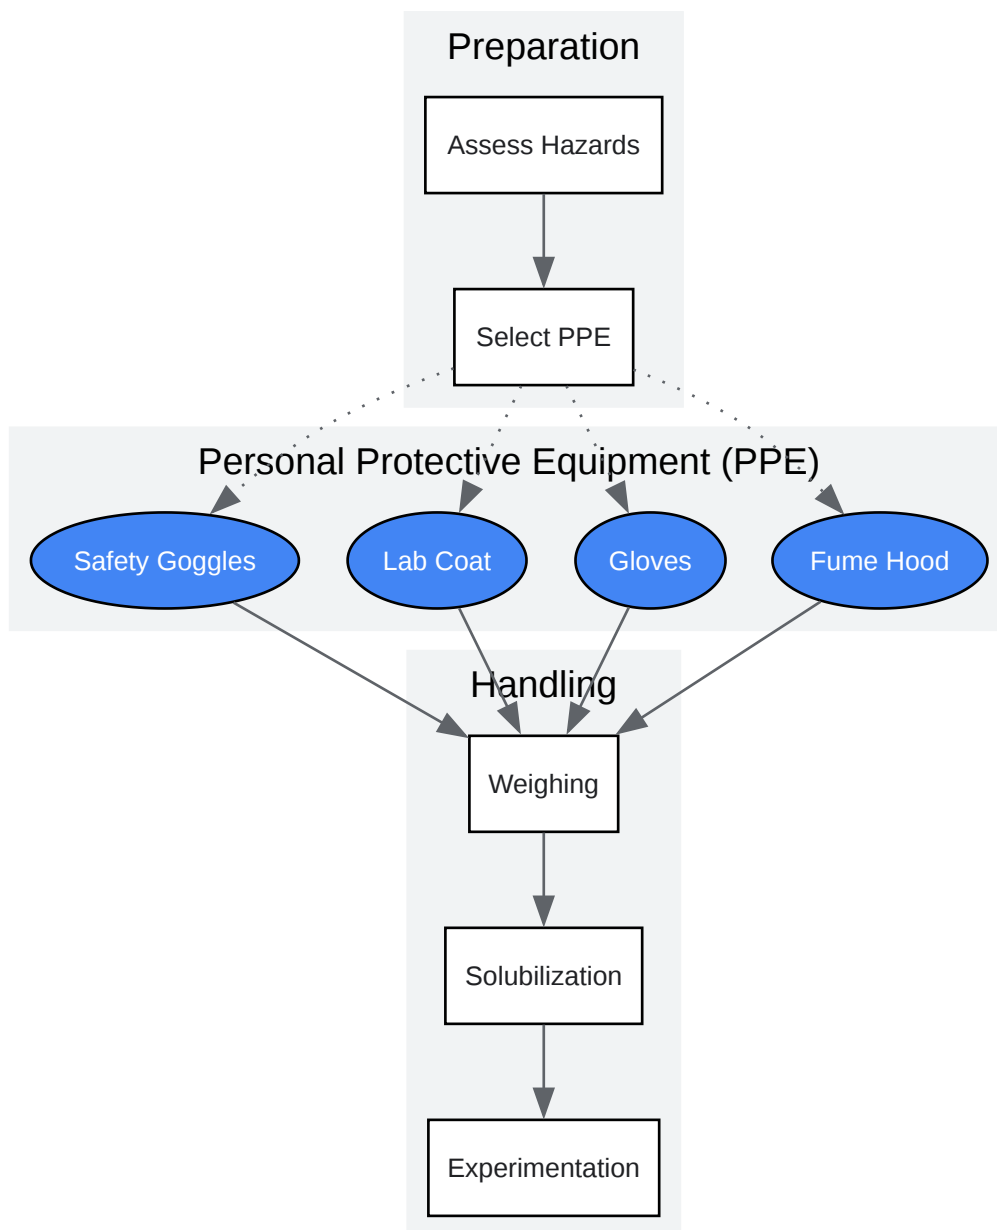 Preparation
Assess Hazards
Select PPE
Personal Protective Equipment (PPE)
Safety Goggles
Lab Coat
Gloves
Fume Hood
Handling
Weighing
Solubilization
Experimentation